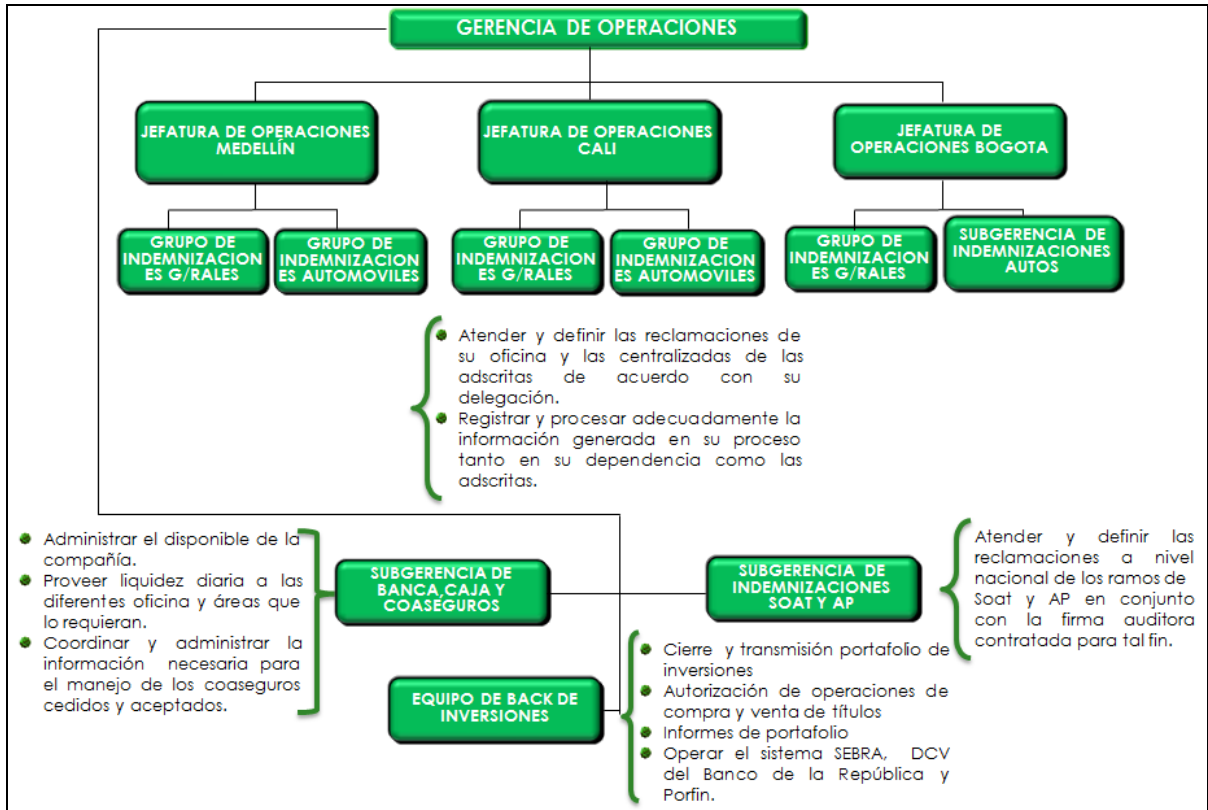 GERENCIA DE OPERACIONES
JEFATURA DE OPERACIONES
MEDELLÍN
JEFATURA DE OPERACIONES
CALI
JEFATURA DE
OPERACIONES BOGOTA
GRUPO DE
INDEMNIZACION
ES G/RALES
GRUPO DE
INDEMNIZACION
ES AUTOMOVILES
GRUPO DE
INDEMNIZACION
ES G/RALES
GRUPO DE
INDEMNIZACION
ES AUTOMOVILES
GRUPO DE
INDEMNIZACION
ES G/RALES
SUBGERENCIA DE
INDEMNIZACIONES
AUTOS
Atender y definir las reclamaciones de
su oficina y las centralizadas de las
adscritas de acuerdo con su
delegación.
Registrar y procesar adecuadamente la
información generada en su proceso
tanto en su dependencia como las
adscritas.
Administrar el disponible de la
compañía.
Proveer liquidez diaria a las
diferentes oficina y áreas que
lo requieran.
Coordinar y administrar la
información necesaria para
el manejo de los coaseguros
cedidos y aceptados.
SUBGERENCIA DE
BANCA,CAJA Y
COASEGUROS
SUBGERENCIA DE
INDEMNIZACIONES
SOAT Y AP
Atender y definir las
reclamaciones a nivel
nacional de los ramos de
Soat y AP en conjunto
con la firma auditora
contratada para tal fin.
EQUIPO DE BACK DE
INVERSIONES
Cierre y transmisión portafolio de
inversiones
Autorización de operaciones de
compra y venta de títulos
Informes de portafolio
Operar el sistema SEBRA, DCV
del Banco de la República y
Porfin.